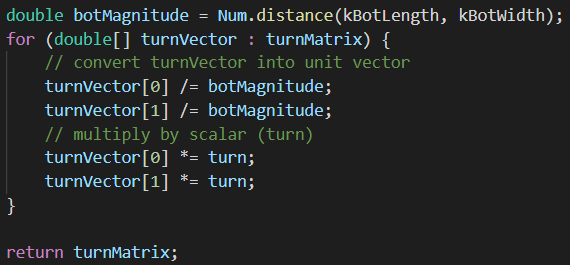 double botMagnitude = Num.distance(kBotLength, kBotWidth);
for (double[] turnVector : turnMatrix) {
    // convert turnVector into unit vector
    turnVector[0] /= botMagnitude;
    turnVector[1] /= botMagnitude;
    // multiply by scalar (turn)
    turnVector[0] *= turn;
    turnVector[1] *= turn;
}
return turnMatrix;